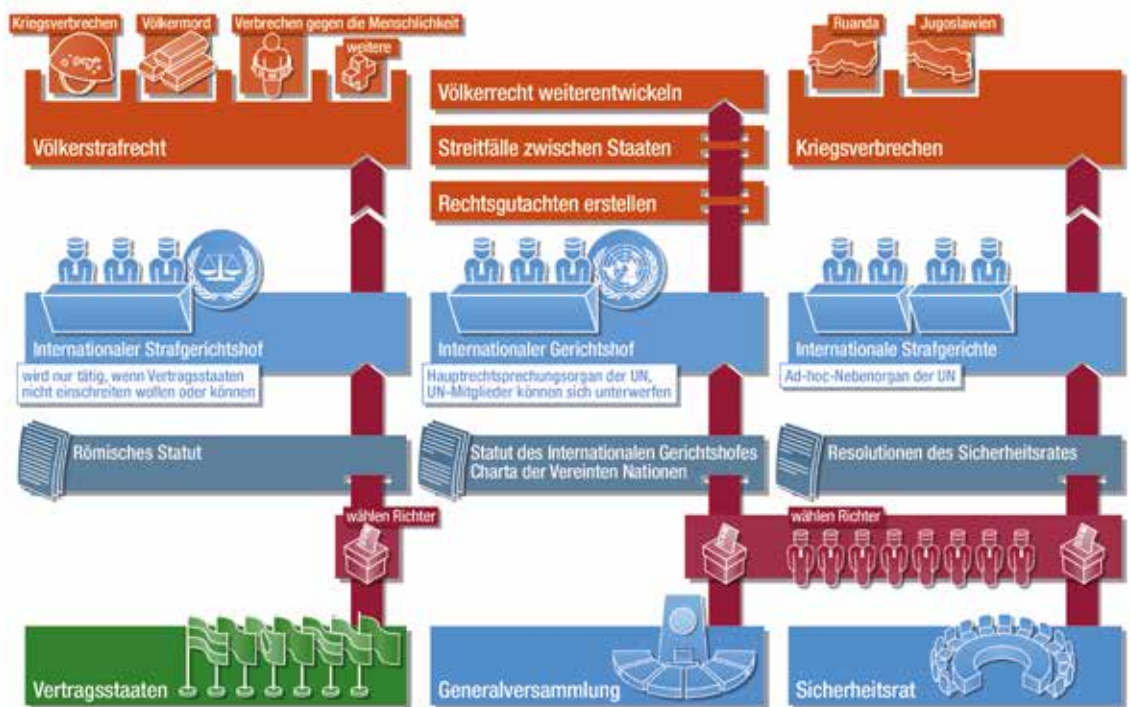 Kriegsverbrechen
Völkermord
Verbrechen gegen die Menschlichkeit
weitere
Völkerstrafrecht
Völkerrecht weiterentwickeln
Streitfälle zwischen Staaten
Rechtsgutachten erstellen
Ruanda
Jugoslawien
Kriegsverbrechen
Internationaler Strafgerichtshof
wird nur tätig, wenn Vertragsstaaten
nicht einschreiten wollen oder können
Internationaler Gerichtshof
Hauptrechtsprechungsorgan der UN,
UN-Mitglieder können sich unterwerfen
Internationale Strafgerichte
Ad-hoc-Nebenorgan der UN
Römisches Statut
Statut des Internationalen Gerichtshofes
Charta der Vereinten Nationen
Resolutionen des Sicherheitsrates
wählen Richter
wählen Richter
Vertragsstaaten
Generalversammlung
Sicherheitsrat